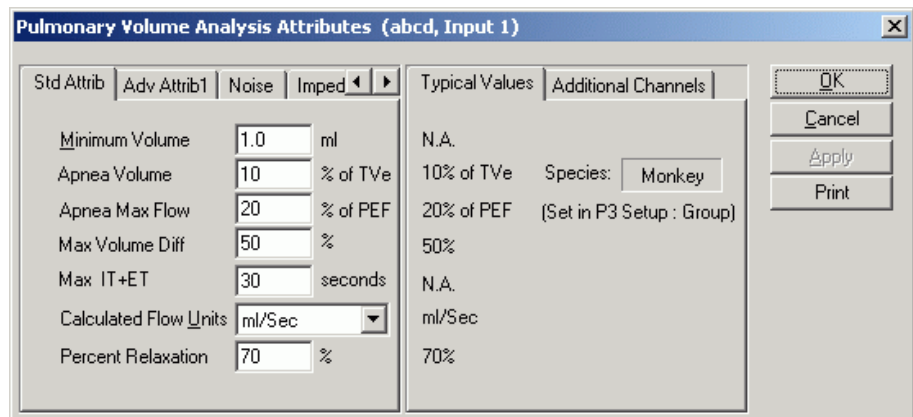 Pulmonary Volume Analysis Attributes (abcd, Input 1)
Std Attrib Adv Attrib1 Noise Imped
Typical Values Additional Channels
OK
Cancel
Apply
Print
Minimum Volume 1.0 ml N.A.
Apnea Volume 10 % of TVe 10% of TVe Species: Monkey
Apnea Max Flow 20 % of PEF 20% of PEF (Set in P3 Setup : Group)
Max Volume Diff 50 % 50%
Max IT+ET 30 seconds N.A.
Calculated Flow Units ml/Sec ml/Sec
Percent Relaxation 70 % 70%